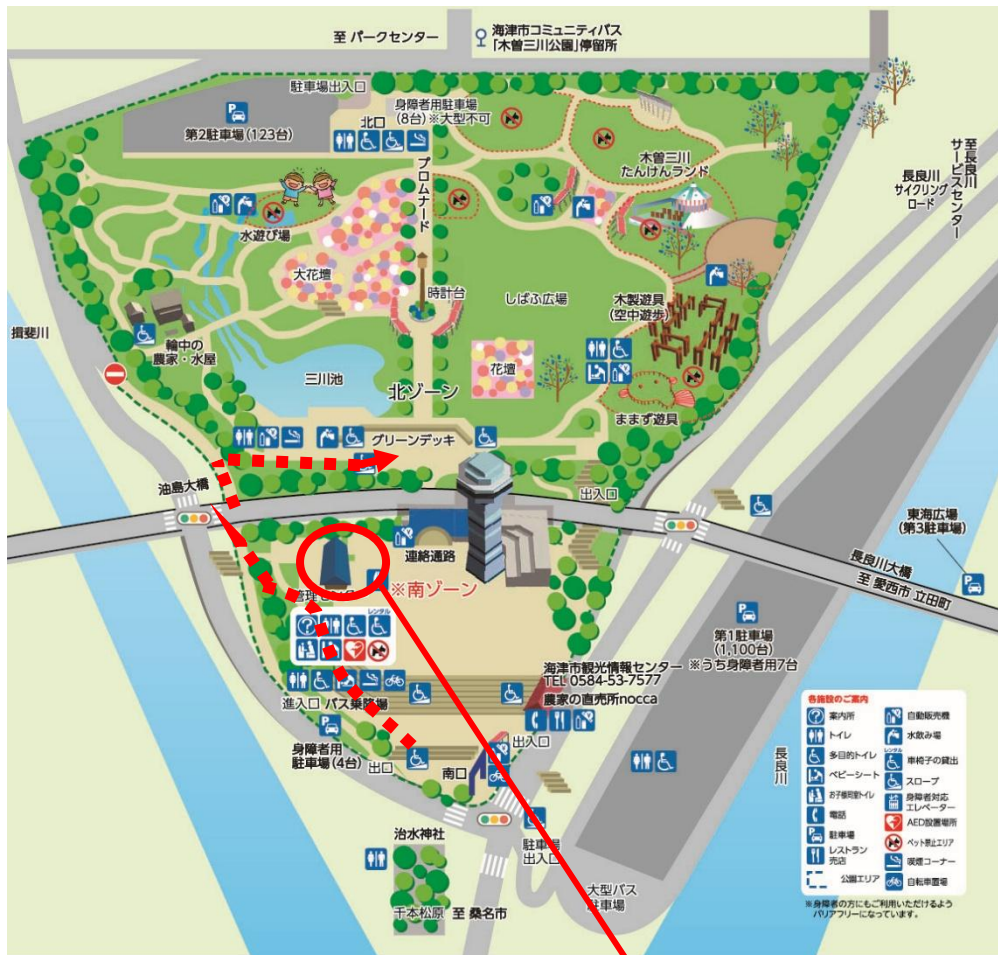 至 パークセンター
海津市コミュニティバス
「木曽三川公園」停留所
駐車場出入口
第2駐車場(123台)
北口
身障者用駐車場
(8台)※大型不可
プロムナード
木曽三川
たんけんランド
至長良川
サービスセンター
長良川
サイクリング
ロード
水遊び場
大花壇
時計台
しばふ広場
木製遊具
(空中遊歩)
揖斐川
輪中の
農家・水屋
三川池
北ゾーン
花壇
ままず遊具
グリーンデッキ
油島大橋
出入口
連絡通路
東海広場
(第3駐車場)
長良川大橋
至 愛西市 立田町
※南ゾーン
レンタル
第1駐車場
(1,100台)
※うち身障者用7台
海津市観光情報センター
TEL 0584-53-7577
農家の直売所nocca
進入口 バス乗降場
身障者用
駐車場(4台)
出口
南口
出入口
長良川
治水神社
駐車場
出入口
大型バス
駐車場
千本松原
至 桑名市
各施設のご案内
案内所
トイレ
多目的トイレ
ベビーシート
お子様同室トイレ
電話
駐車場
レストラン
売店
公園エリア
自動販売機
水飲み場
レンタル
車椅子の貸出
スロープ
身障者対応
エレベーター
AED設置場所
ペット禁止エリア
喫煙コーナー
自転車置場
※身障者の方にもご利用いただけるよう
バリアフリーになっています。